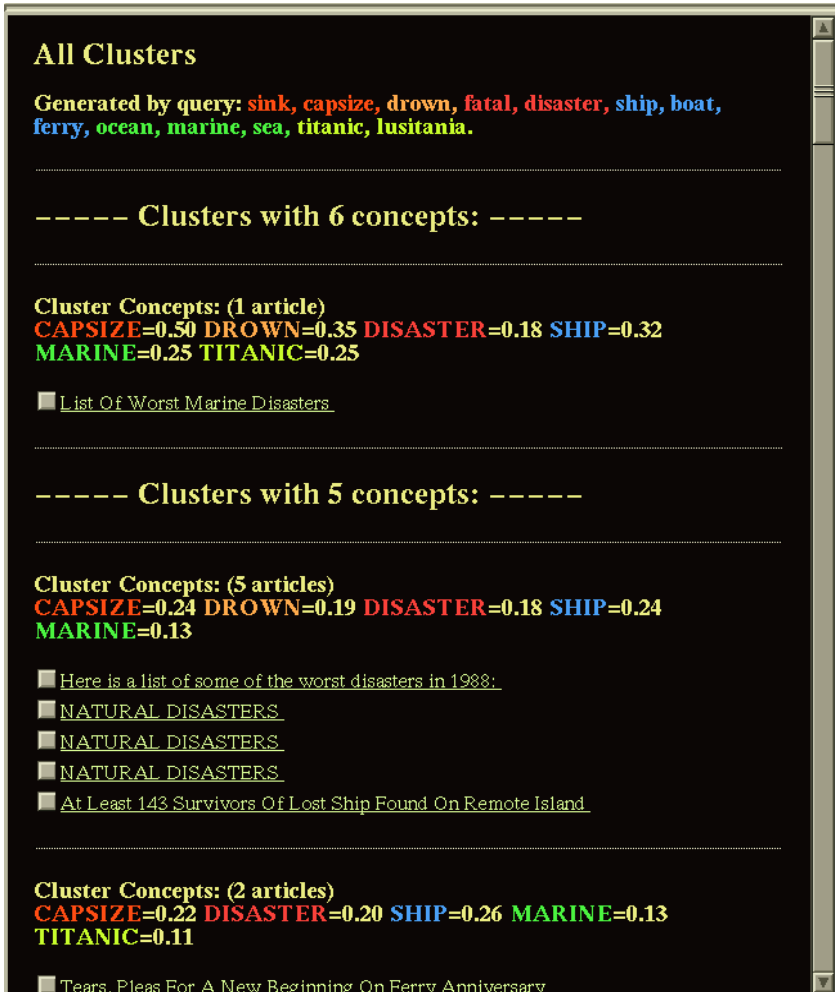 All Clusters
Generated by query: sink, capsize, drown, fatal, disaster, ship, boat,
ferry, ocean, marine, sea, titanic, lusitania.
----- Clusters with 6 concepts: -----
Cluster Concepts: (1 article)
CAPSIZE=0.50 DROWN=0.35 DISASTER=0.18 SHIP=0.32
MARINE=0.25 TITANIC=0.25
List Of Worst Marine Disasters
----- Clusters with 5 concepts: -----
Cluster Concepts: (5 articles)
CAPSIZE=0.24 DROWN=0.19 DISASTER=0.18 SHIP=0.24
MARINE=0.13
Here is a list of some of the worst disasters in 1988:
NATURAL DISASTERS
NATURAL DISASTERS
NATURAL DISASTERS
At Least 143 Survivors Of Lost Ship Found On Remote Island
Cluster Concepts: (2 articles)
CAPSIZE=0.22 DISASTER=0.20 SHIP=0.26 MARINE=0.13
TITANIC=0.11
Tears, Pleas For A New Beginning On Ferry Anniversary